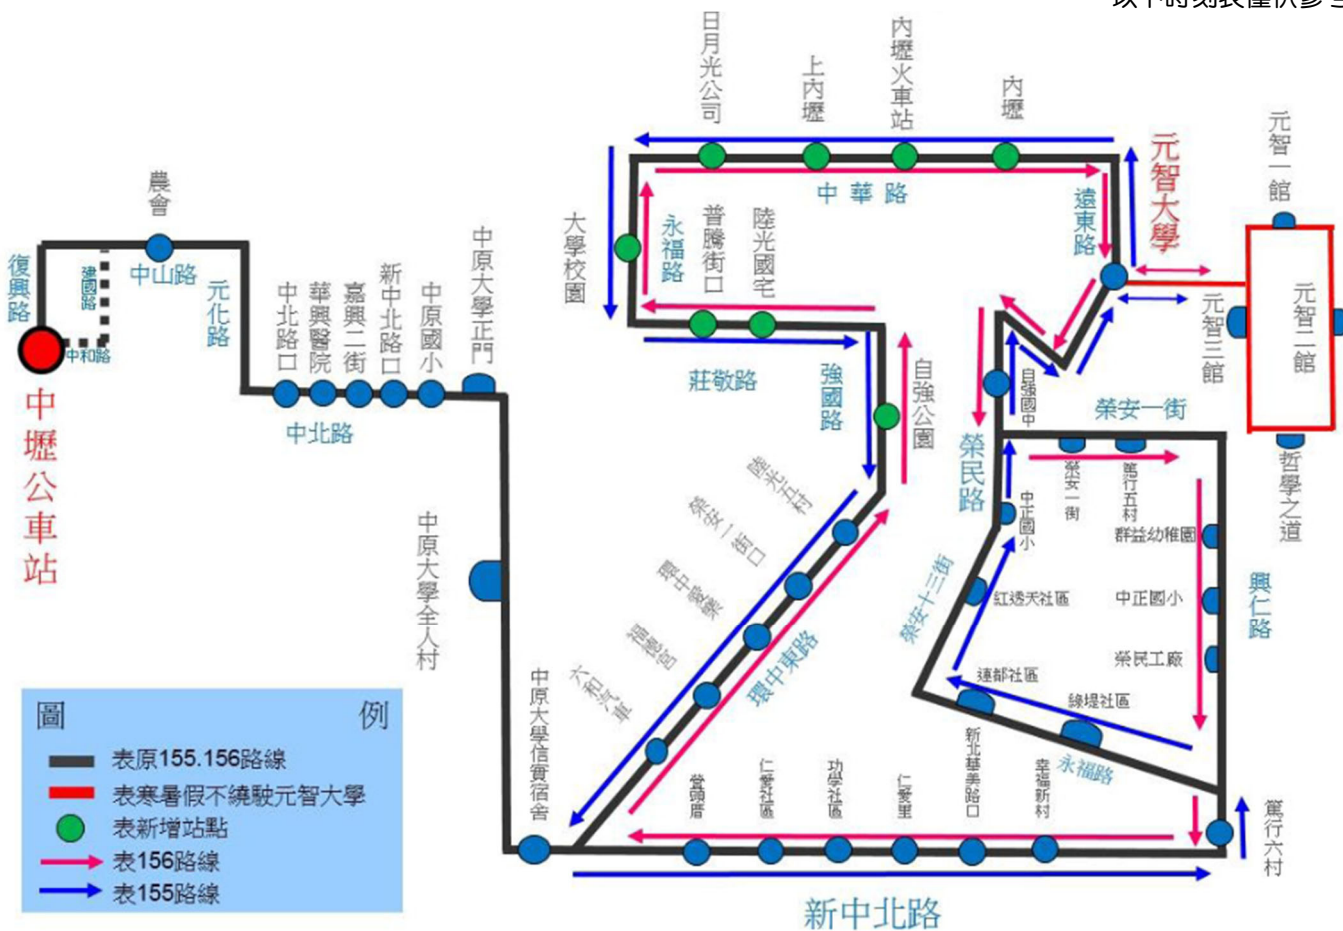 日月光公司
上內壢
內壢火車站
內壢
元智一館
元智大學
農會
中山路
復興路
建國路
中和路
元化路
中壢公車站
中北路口
華興醫院
嘉興二街
新中北路口
中原國小
中原大學正門
中北路
大學校園
永福路
普騰街口
陸光國宅
中華路
遠東路
莊敬路
強國路
自強公園
元智三館
元智二館
哲學之道
自強國中
榮安一街
榮民路
榮安一街
篤行五村
中正國小
群益幼稚園
紅透天社區
中正國小
榮民工廠
興仁路
榮安十三街
連都社區
綠堤社區
永福路
陸光五村
榮安一街口
環中愛樂
福德宮
六和汽車
環中東路
中原大學全人村
中原大學信實宿舍
營頭厝
仁愛社區
功學社區
仁愛里
新北華美路口
幸福新村
篤行六村
新中北路
圖 例
表原155.156路線
表寒暑假不繞駛元智大學
表新增站點
表156路線
表155路線